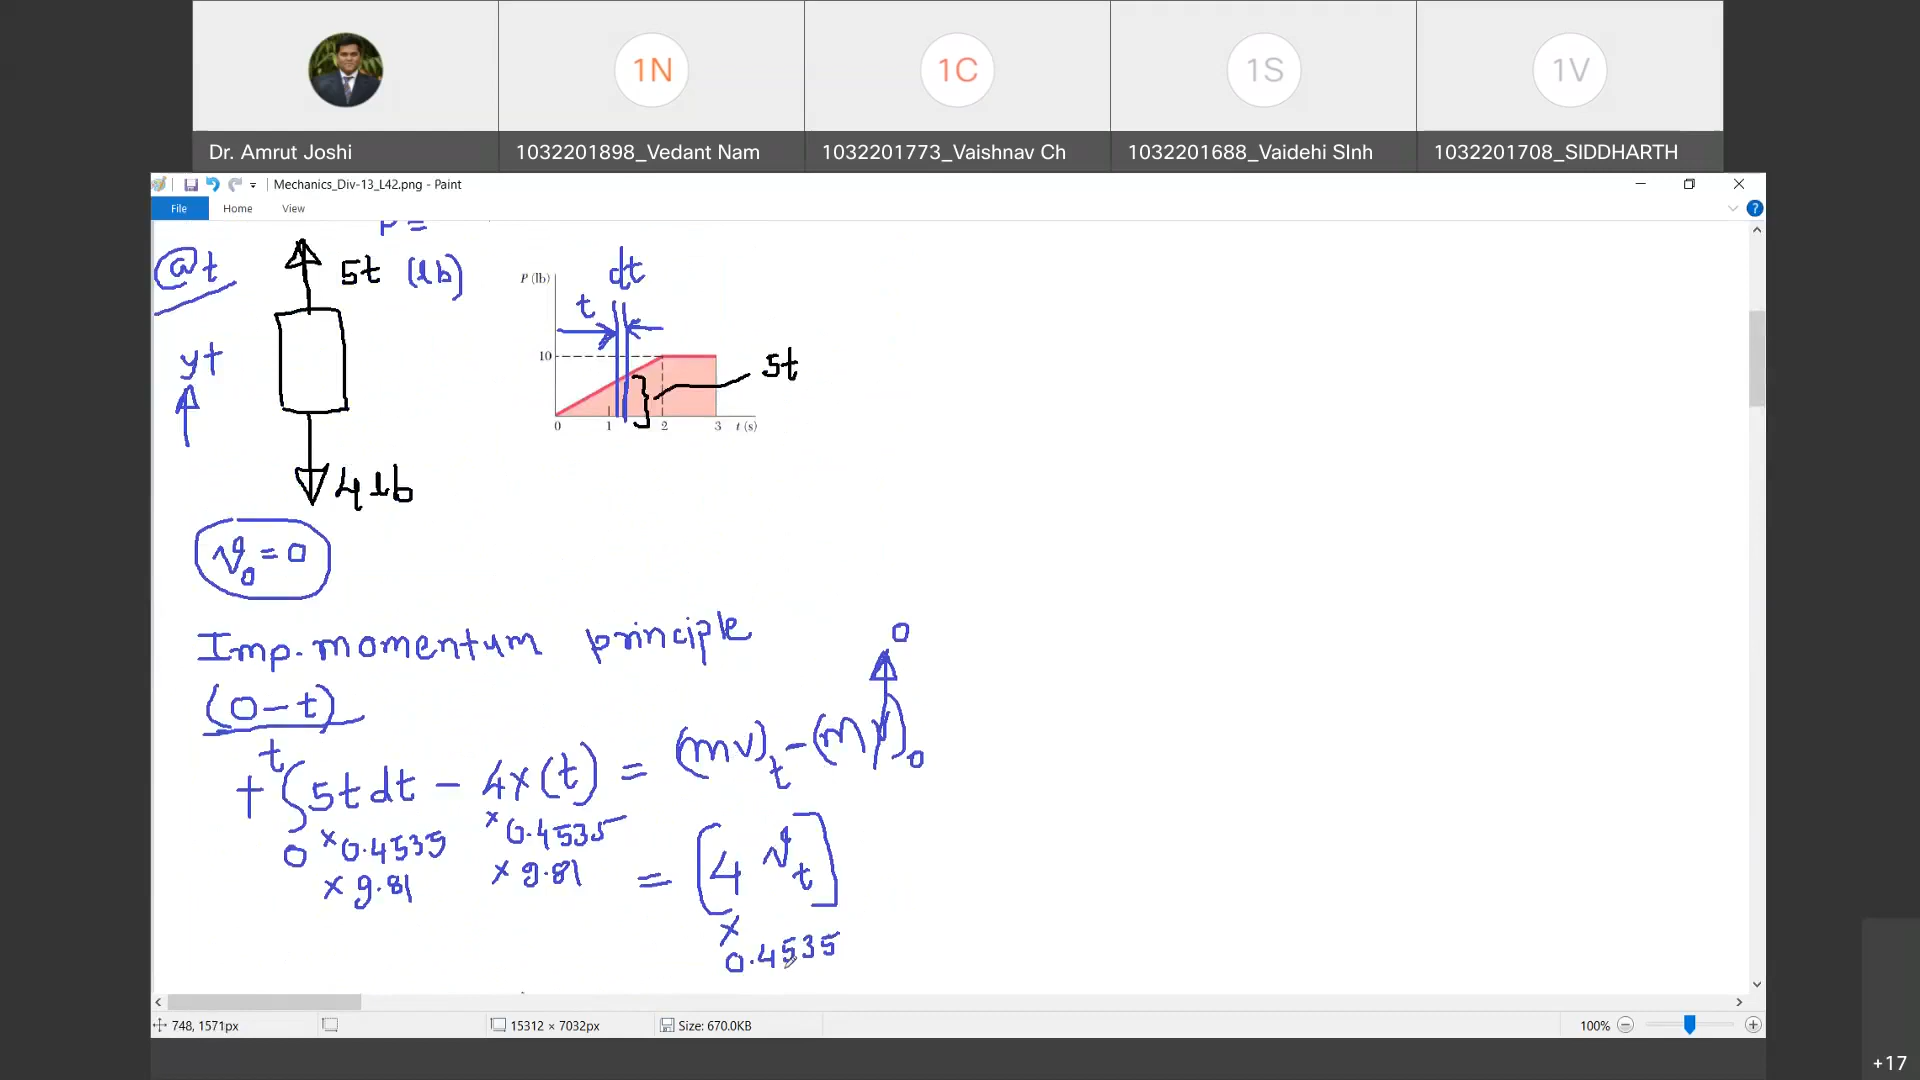 1N
1C
1S
1V
Dr. Amrut Joshi
1032201898_Vedant Nam
1032201773_Vaishnav Ch
1032201688_Vaidehi SInh
1032201708_SIDDHARTH
Mechanics_Div-13_L42.png - Paint
File Home View
P =
@t
5t (lb)
yt
4 lb
P (lb)
dt
t
10
5t
0 1 2 3 t (s)
v₀ = 0
Imp. momentum principle
(0 - t)
0
+ ∫₀ᵗ 5t dt - 4x(t) = (mv)t - (mv)₀
x 0.4535 x 0.4535
x 9.81 x 9.81
= [4 vt]
x
0.4535
748, 1571px
15312 × 7032px
Size: 670.0KB
100%
+17